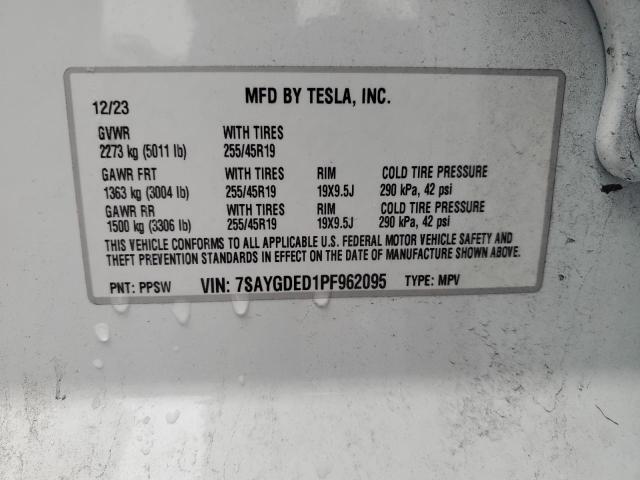 MFD BY TESLA, INC.
12/23
GVWR WITH TIRES
2273 kg (5011 lb) 255/45R19
GAWR FRT WITH TIRES RIM COLD TIRE PRESSURE
1363 kg (3004 lb) 255/45R19 19X9.5J 290 kPa, 42 psi
GAWR RR WITH TIRES RIM COLD TIRE PRESSURE
1500 kg (3306 lb) 255/45R19 19X9.5J 290 kPa, 42 psi
THIS VEHICLE CONFORMS TO ALL APPLICABLE U.S. FEDERAL MOTOR VEHICLE SAFETY AND
THEFT PREVENTION STANDARDS IN EFFECT ON THE DATE OF MANUFACTURE SHOWN ABOVE.
PNT: PPSW VIN: 7SAYGDED1PF962095 TYPE: MPV